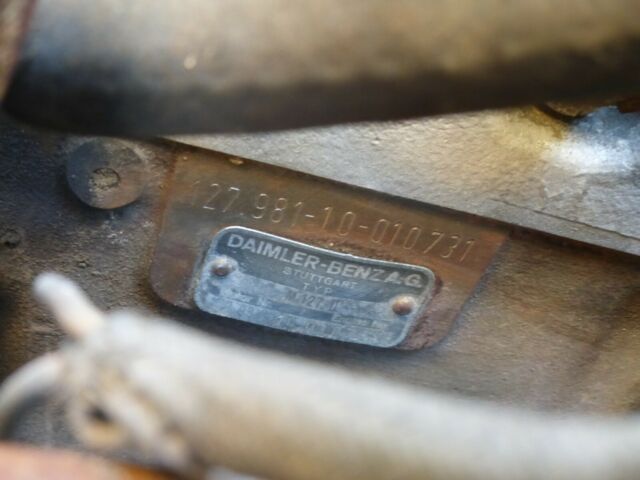 127.981-10-010731
DAIMLER-BENZ A.G.
STUTTGART
TYP